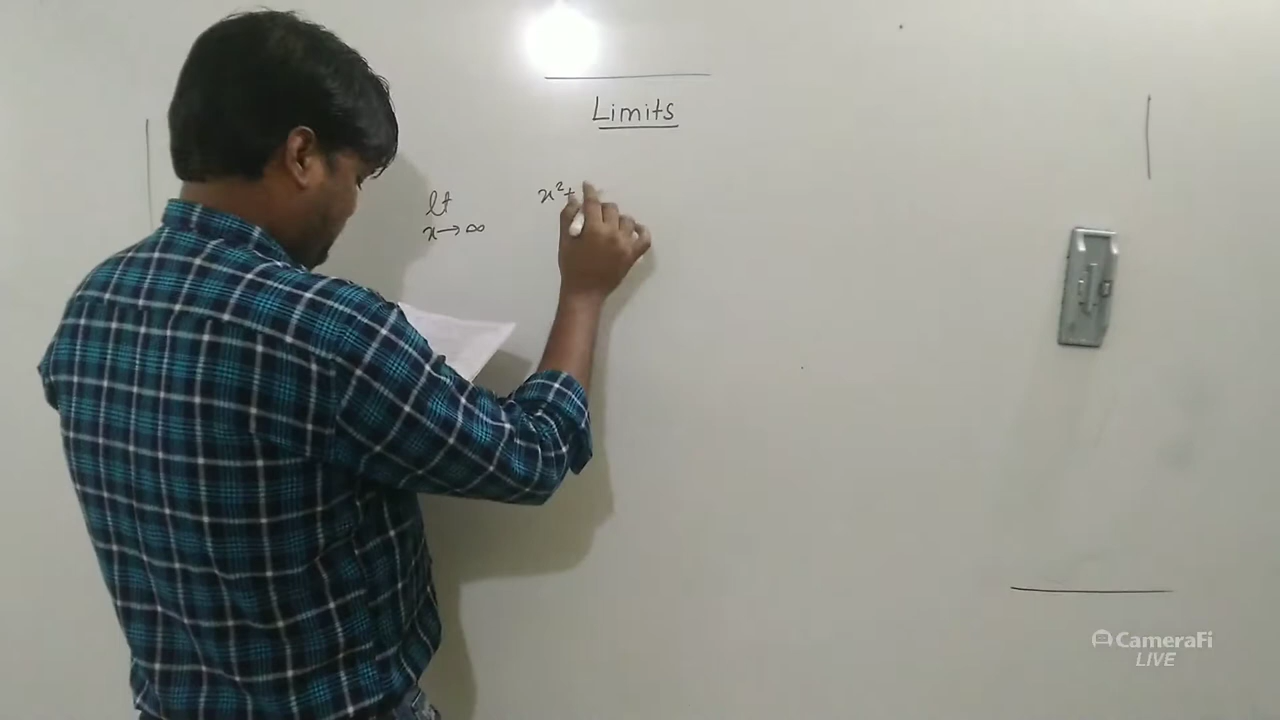 Limits
lt x² +
x → ∞
CameraFi
LIVE